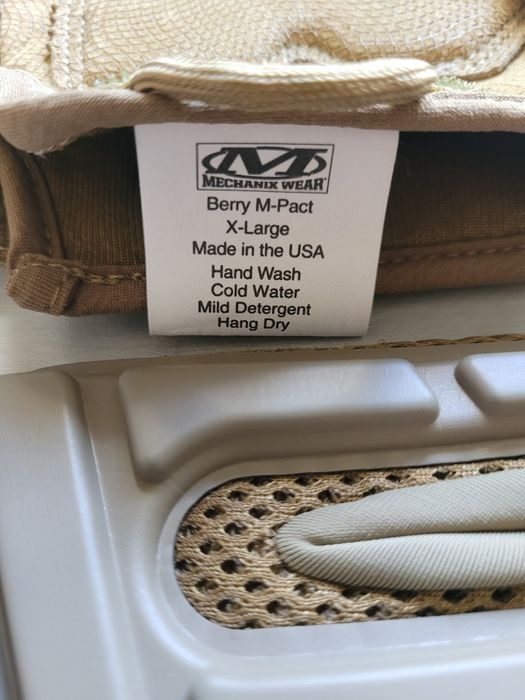 M
MECHANIX WEAR
Berry M-Pact
X-Large
Made in the USA
Hand Wash
Cold Water
Mild Detergent
Hang Dry